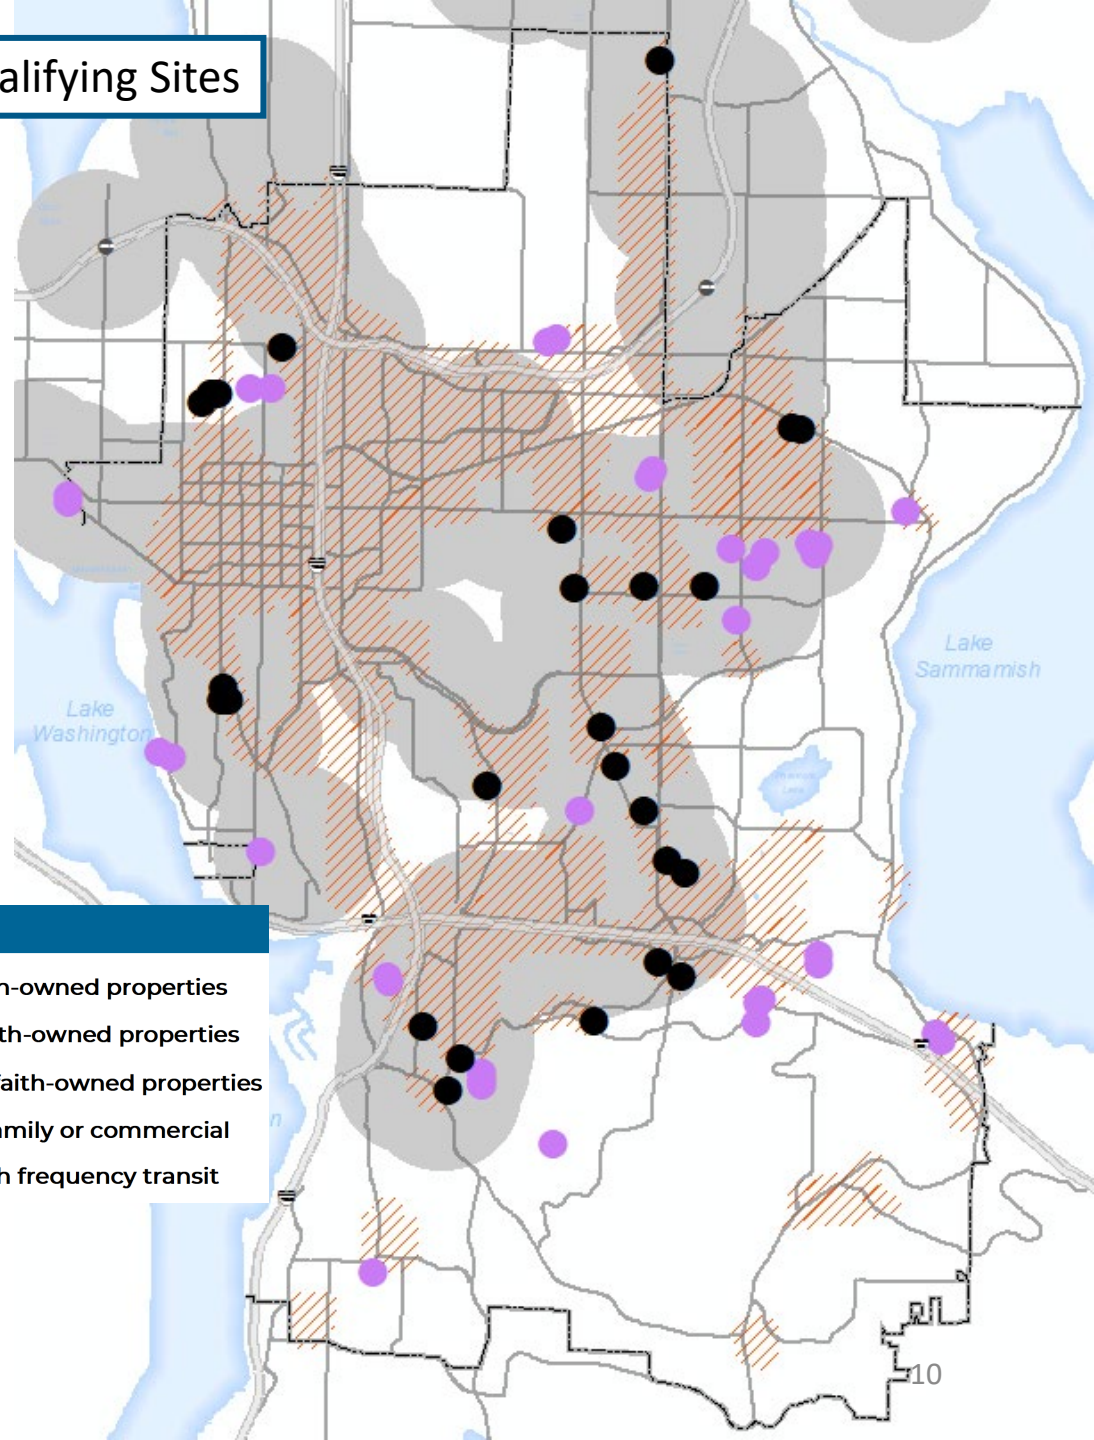 alifying Sites
Lake
Sammamish
Lake
Washington
h-owned properties
th-owned properties
faith-owned properties
amily or commercial
h frequency transit
10